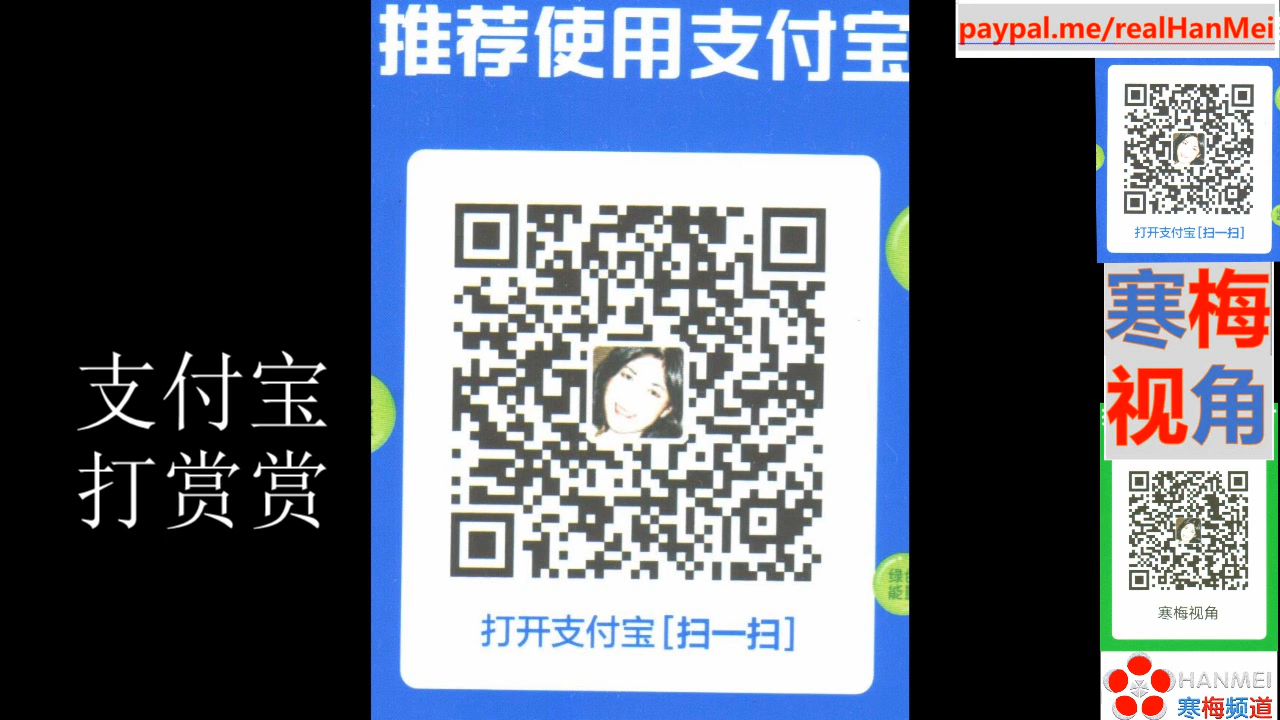 推荐使用支付宝
支付宝
打赏赏
打开支付宝[扫一扫]
paypal.me/realHanMei
打开支付宝[扫一扫]
寒梅
视角
寒梅视角
HANMEI
寒梅频道